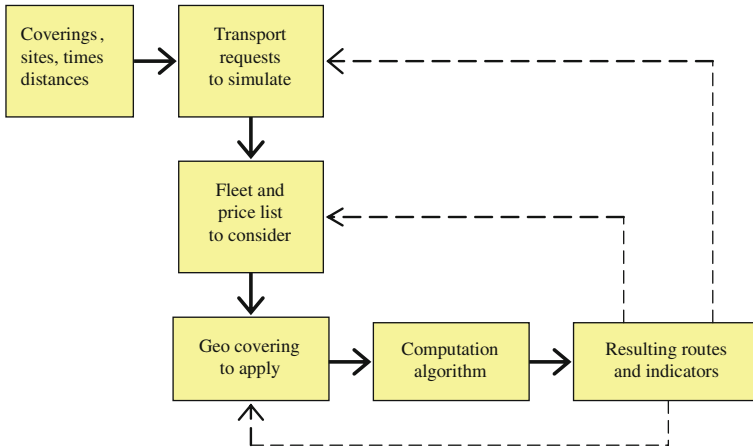 Coverings,
sites, times
distances
Transport
requests
to simulate
Fleet and
price list
to consider
Geo covering
to apply
Computation
algorithm
Resulting routes
and indicators